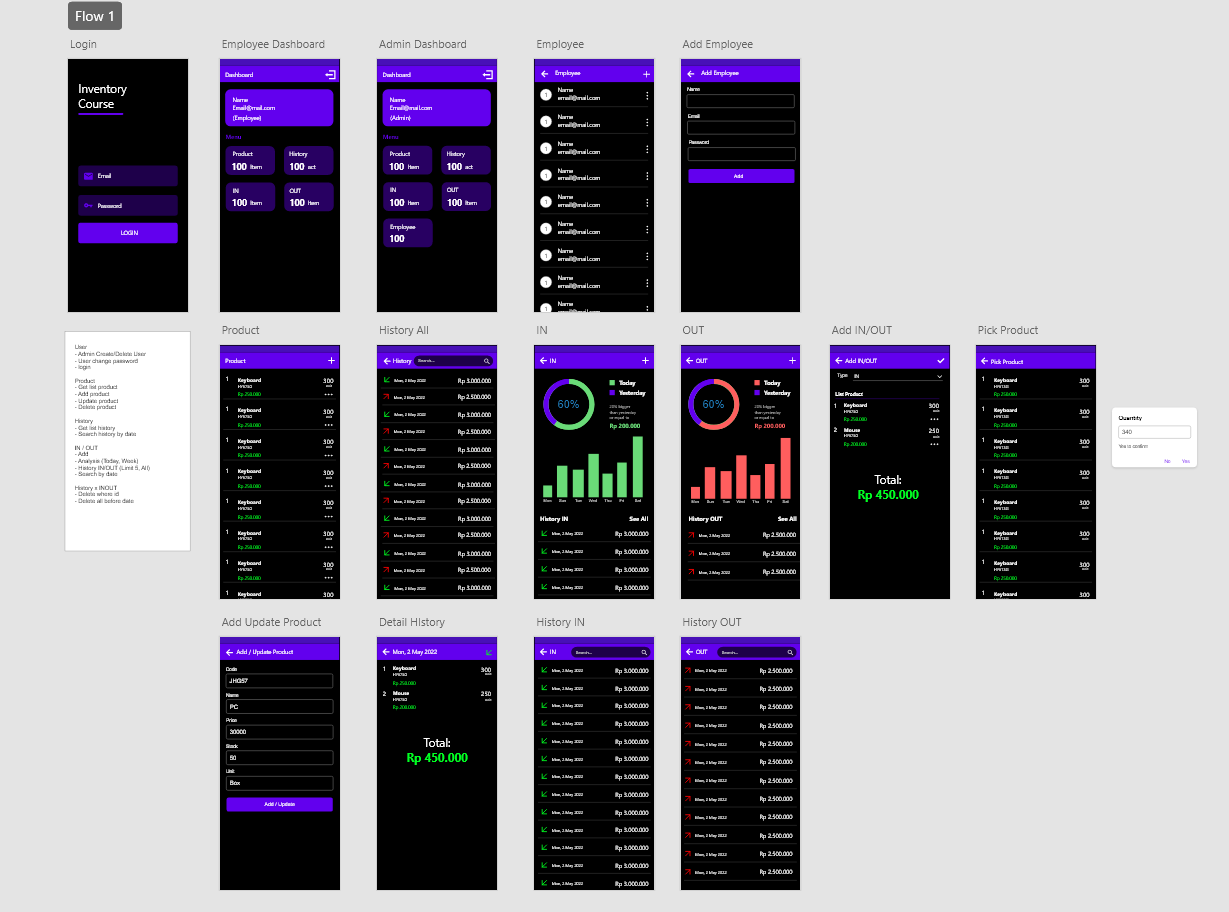 Flow 1
Login
Inventory
Course
Email
Password
LOGIN
Employee Dashboard
Dashboard
Name
Email@mail.com
(Employee)
Menu
Product
100 Item
History
100 act
IN
100 Item
OUT
100 Item
Admin Dashboard
Dashboard
Name
Email@mail.com
(Admin)
Menu
Product
100 Item
History
100 act
IN
100 Item
OUT
100 Item
Employee
100
Employee
Employee
1
Name
email@mail.com
1
Name
email@mail.com
1
Name
email@mail.com
1
Name
email@mail.com
1
Name
email@mail.com
1
Name
email@mail.com
1
Name
email@mail.com
1
Name
email@mail.com
1
Name
Add Employee
Add Employee
Name
Email
Password
Add
User
- Admin Create/Delete User
- User change password
- login
Product
- Get list product
- Add product
- Update product
- Delete product
History
- Get list history
- Search history by date
IN / OUT
- Add
- Analysis (Today, Week)
- History IN/OUT (Limit 5, All)
- Search by date
History x INOUT
- Delete where id
- Delete all before date
Product
Product
1 Keyboard 300
Rp 250.000
1 Keyboard 300
Rp 250.000
1 Keyboard 300
Rp 250.000
1 Keyboard 300
Rp 250.000
1 Keyboard 300
Rp 250.000
1 Keyboard 300
Rp 250.000
1 Keyboard 300
Rp 250.000
1 Keyboard 300
History All
History Search...
Mon, 2 May 2022 Rp 3.000.000
Mon, 2 May 2022 Rp 2.500.000
Mon, 2 May 2022 Rp 3.000.000
Mon, 2 May 2022 Rp 2.500.000
Mon, 2 May 2022 Rp 3.000.000
Mon, 2 May 2022 Rp 2.500.000
Mon, 2 May 2022 Rp 3.000.000
Mon, 2 May 2022 Rp 2.500.000
Mon, 2 May 2022 Rp 3.000.000
Mon, 2 May 2022 Rp 2.500.000
Mon, 2 May 2022 Rp 3.000.000
Mon, 2 May 2022 Rp 2.500.000
Mon, 2 May 2022 Rp 3.000.000
IN
IN
60%
Today
Yesterday
20% bigger
than yesterday
or equal to
Rp 200.000
Mon Sun Tue Wed Thu Fri Sat
History IN See All
Mon, 2 May 2022 Rp 3.000.000
Mon, 2 May 2022 Rp 3.000.000
Mon, 2 May 2022 Rp 3.000.000
Mon, 2 May 2022 Rp 3.000.000
OUT
OUT
60%
Today
Yesterday
20% bigger
than yesterday
or equal to
Rp 200.000
Mon Sun Tue Wed Thu Fri Sat
History OUT See All
Mon, 2 May 2022 Rp 2.500.000
Mon, 2 May 2022 Rp 2.500.000
Mon, 2 May 2022 Rp 2.500.000
Add IN/OUT
Add IN/OUT
Type IN
List Product
1 Keyboard 300
Rp 250.000
2 Mouse 250
Rp 200.000
Total:
Rp 450.000
Pick Product
Pick Product
1 Keyboard 300
Rp 250.000
1 Keyboard 300
Rp 250.000
1 Keyboard 300
Rp 250.000
1 Keyboard 300
Rp 250.000
1 Keyboard 300
Rp 250.000
1 Keyboard 300
Rp 250.000
1 Keyboard 300
Rp 250.000
1 Keyboard 300
Quantity
340
Yes to confirm
No Yes
Add Update Product
Add / Update Product
Code
JHG57
Name
PC
Price
30000
Stock
50
Unit
Box
Add / Update
Detail HIstory
Mon, 2 May 2022
1 Keyboard 300
Rp 250.000
2 Mouse 250
Rp 200.000
Total:
Rp 450.000
History IN
IN Search...
Mon, 2 May 2022 Rp 3.000.000
Mon, 2 May 2022 Rp 3.000.000
Mon, 2 May 2022 Rp 3.000.000
Mon, 2 May 2022 Rp 3.000.000
Mon, 2 May 2022 Rp 3.000.000
Mon, 2 May 2022 Rp 3.000.000
Mon, 2 May 2022 Rp 3.000.000
Mon, 2 May 2022 Rp 3.000.000
Mon, 2 May 2022 Rp 3.000.000
Mon, 2 May 2022 Rp 3.000.000
Mon, 2 May 2022 Rp 3.000.000
Mon, 2 May 2022 Rp 3.000.000
Mon, 2 May 2022 Rp 3.000.000
History OUT
OUT Search...
Mon, 2 May 2022 Rp 2.500.000
Mon, 2 May 2022 Rp 2.500.000
Mon, 2 May 2022 Rp 2.500.000
Mon, 2 May 2022 Rp 2.500.000
Mon, 2 May 2022 Rp 2.500.000
Mon, 2 May 2022 Rp 2.500.000
Mon, 2 May 2022 Rp 2.500.000
Mon, 2 May 2022 Rp 2.500.000
Mon, 2 May 2022 Rp 2.500.000
Mon, 2 May 2022 Rp 2.500.000
Mon, 2 May 2022 Rp 2.500.000
Mon, 2 May 2022 Rp 2.500.000